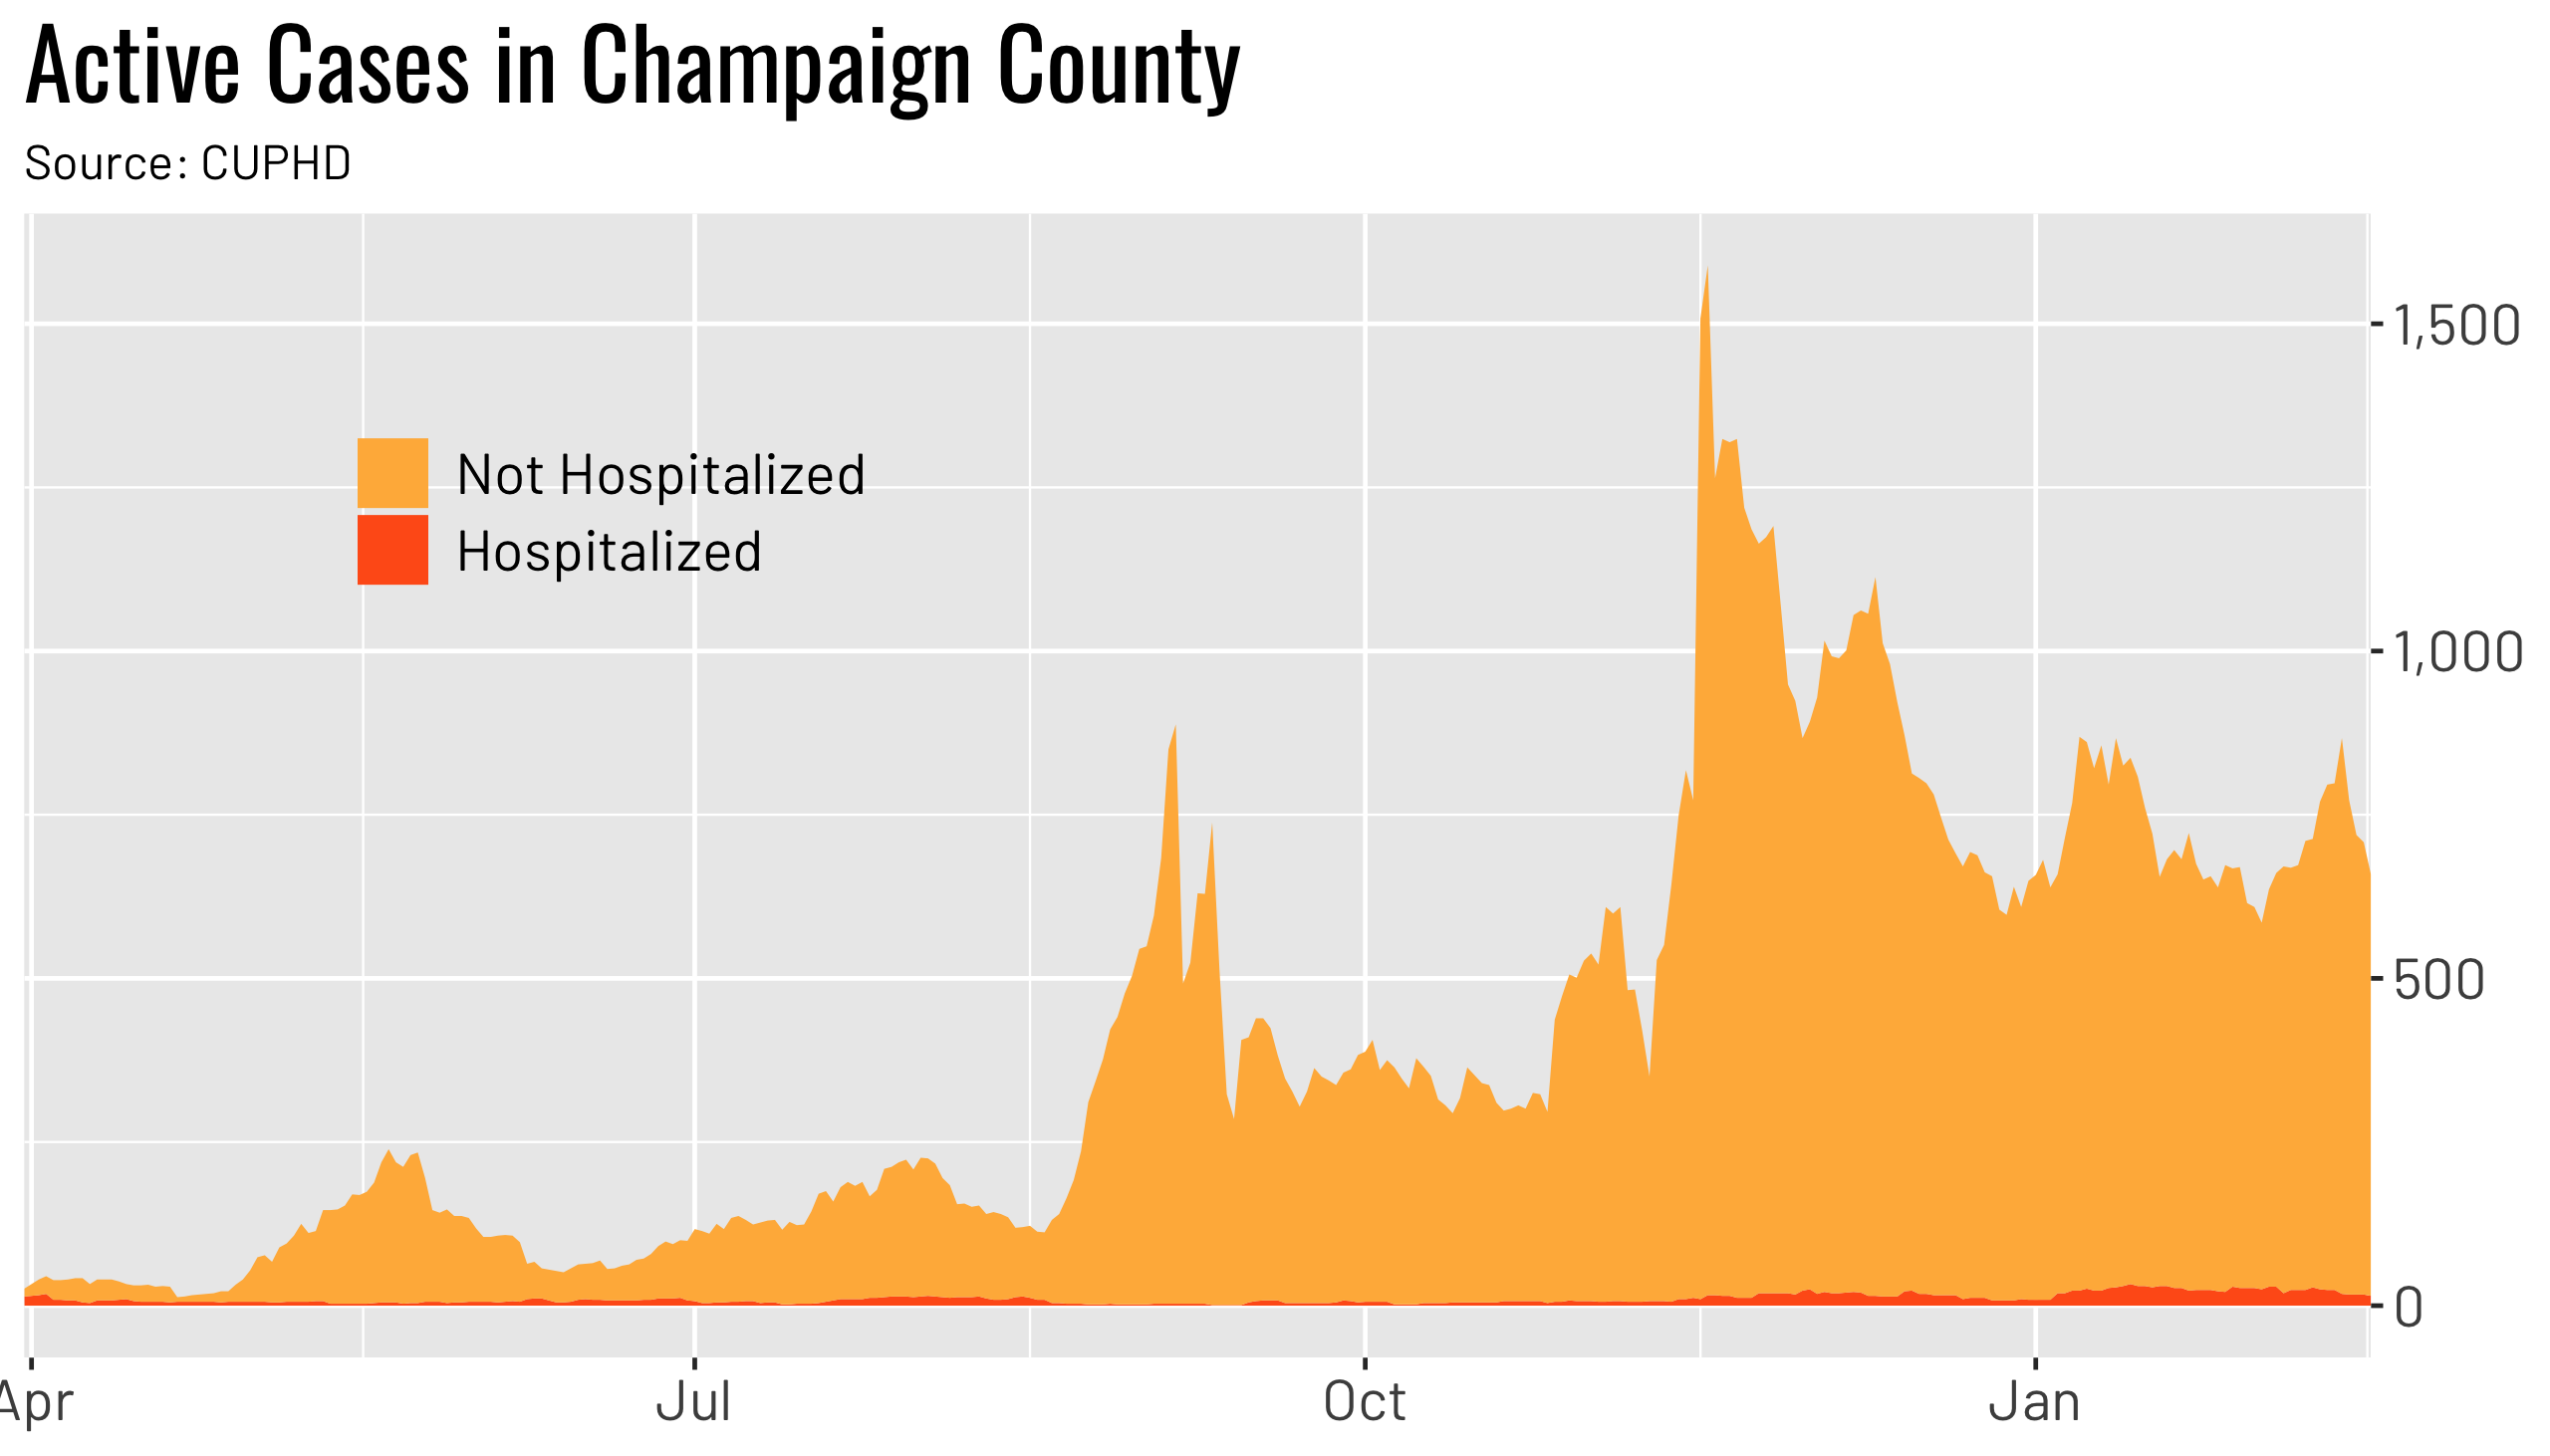 Active Cases in Champaign County
Source: CUPHD
1,500
Not Hospitalized
Hospitalized
1,000
500
0
Apr Jul Oct Jan